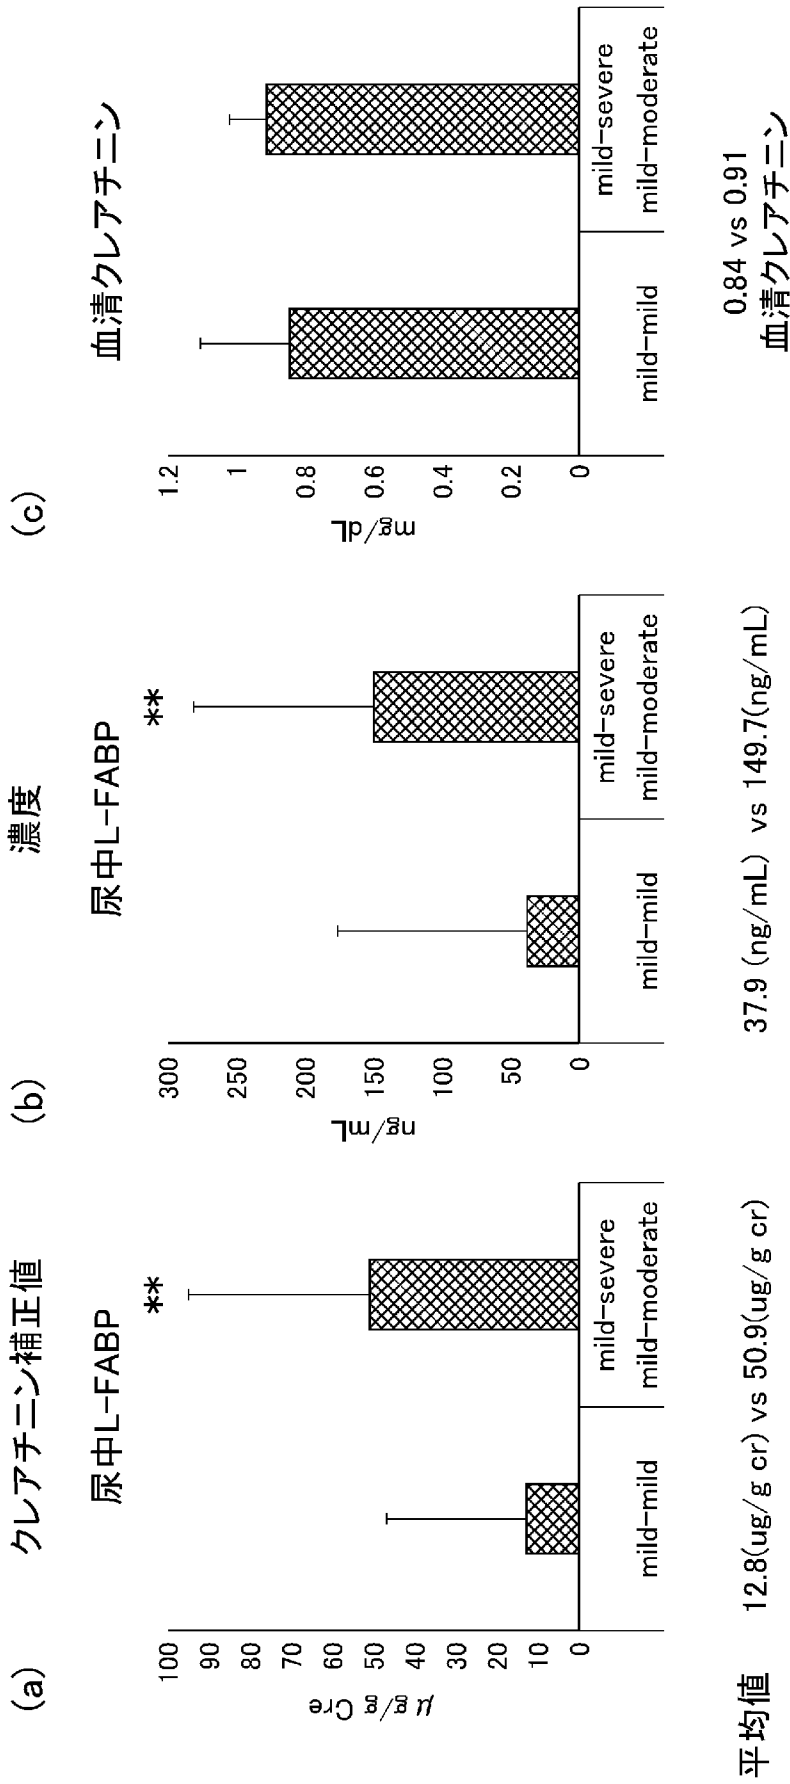 (a)
クレアチニン補正値
尿中L-FABP
**
100
90
80
70
60
50
40
30
20
10
0
μg/g Cre
mild-mild
mild-severe
mild-moderate
平均値
12.8(ug/g cr) vs 50.9(ug/g cr)
(b)
濃度
尿中L-FABP
**
300
250
200
150
100
50
0
ng/mL
mild-mild
mild-severe
mild-moderate
37.9 (ng/mL) vs 149.7(ng/mL)
(c)
血清クレアチニン
1.2
1
0.8
0.6
0.4
0.2
0
mg/dL
mild-mild
mild-severe
mild-moderate
0.84 vs 0.91
血清クレアチニン